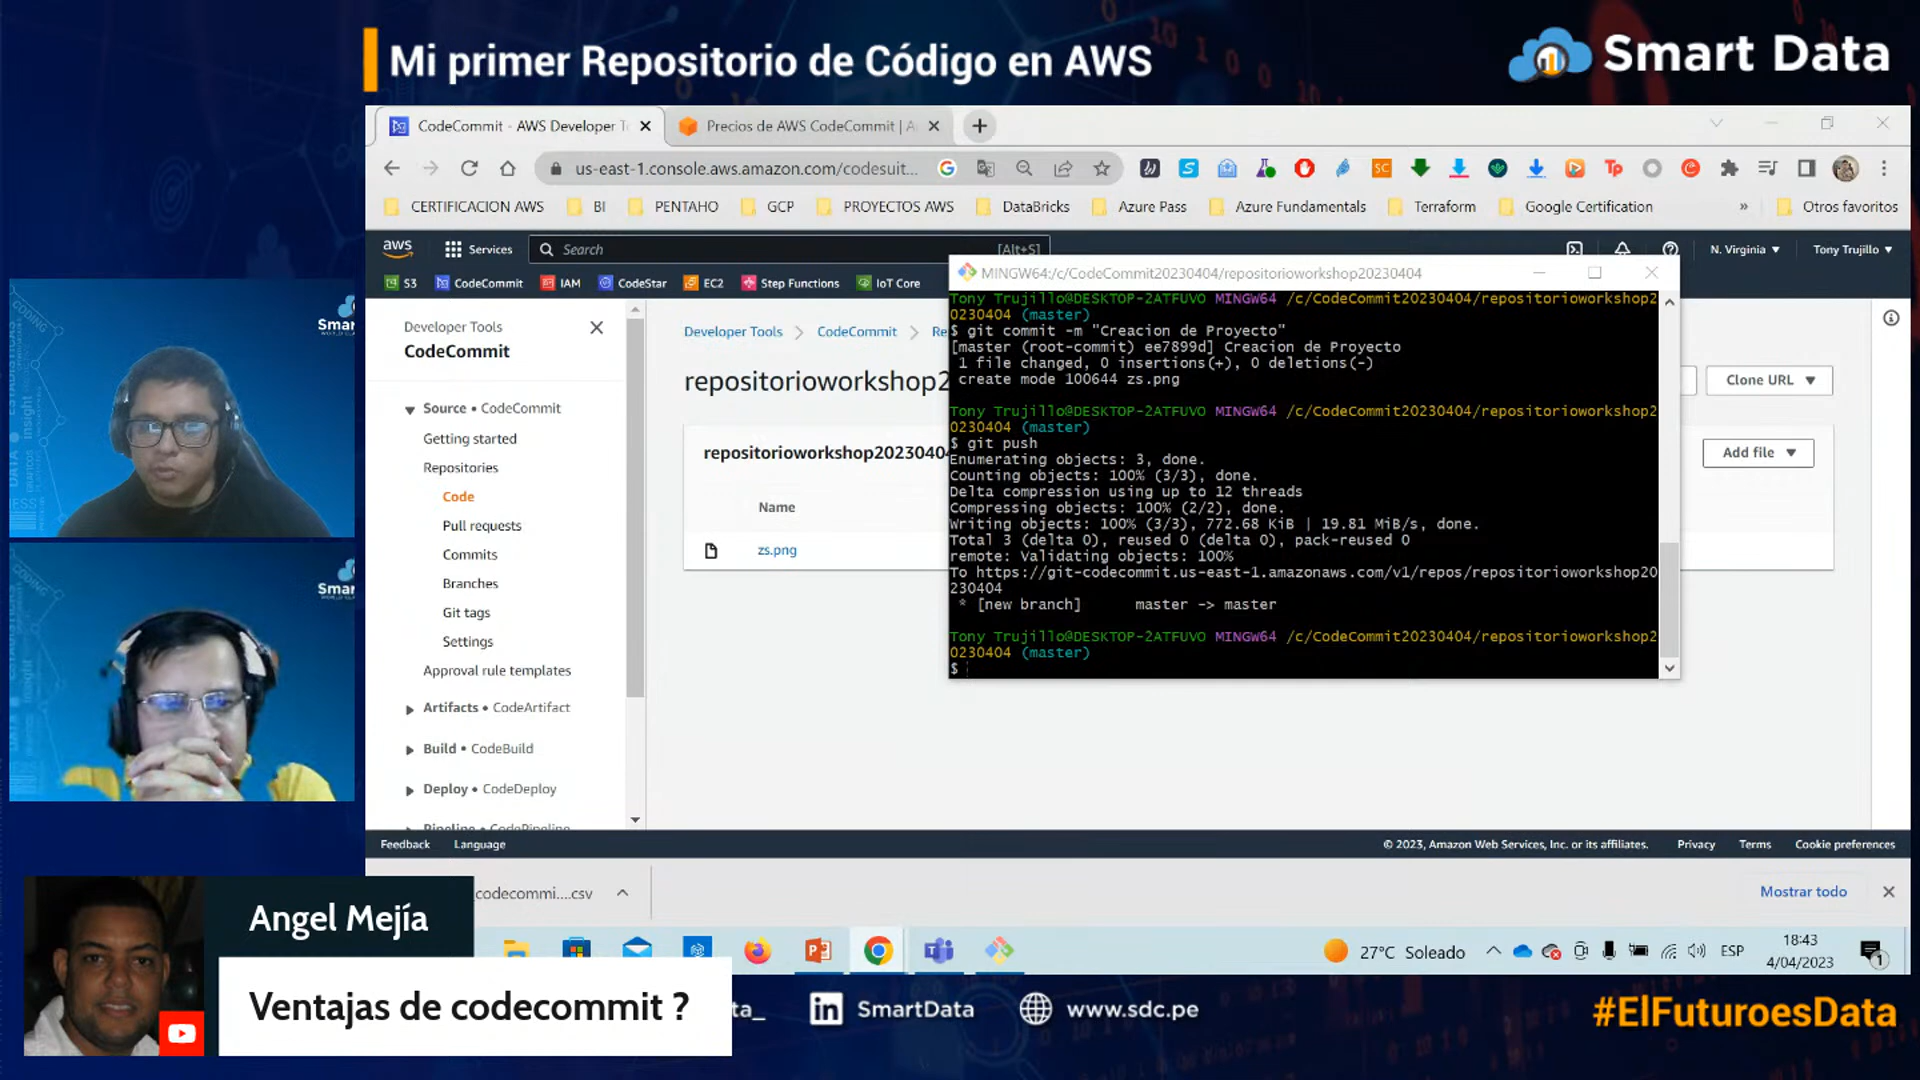 Mi primer Repositorio de Código en AWS
Smart Data
CodeCommit - AWS Developer T
Precios de AWS CodeCommit | A
us-east-1.console.aws.amazon.com/codesuit...
CERTIFICACION AWS
BI
PENTAHO
GCP
PROYECTOS AWS
DataBricks
Azure Pass
Azure Fundamentals
Terraform
Google Certification
»
Otros favoritos
aws
Services
Search
[Alt+S]
N. Virginia
Tony Trujillo
S3
CodeCommit
IAM
CodeStar
EC2
Step Functions
IoT Core
Developer Tools
CodeCommit
Source • CodeCommit
Getting started
Repositories
Code
Pull requests
Commits
Branches
Git tags
Settings
Approval rule templates
Artifacts • CodeArtifact
Build • CodeBuild
Deploy • CodeDeploy
Pipeline • CodePipeline
Developer Tools
CodeCommit
Re
repositorioworkshop2
Clone URL
repositorioworkshop20230404
Add file
Name
zs.png
MINGW64:/c/CodeCommit20230404/repositorioworkshop20230404
Tony Trujillo@DESKTOP-2ATFUVO MINGW64 /c/CodeCommit20230404/repositorioworkshop2
0230404 (master)
$ git commit -m "Creacion de Proyecto"
[master (root-commit) ee7899d] Creacion de Proyecto
1 file changed, 0 insertions(+), 0 deletions(-)
create mode 100644 zs.png
Tony Trujillo@DESKTOP-2ATFUVO MINGW64 /c/CodeCommit20230404/repositorioworkshop2
0230404 (master)
$ git push
Enumerating objects: 3, done.
Counting objects: 100% (3/3), done.
Delta compression using up to 12 threads
Compressing objects: 100% (2/2), done.
Writing objects: 100% (3/3), 772.68 KiB | 19.81 MiB/s, done.
Total 3 (delta 0), reused 0 (delta 0), pack-reused 0
remote: Validating objects: 100%
To https://git-codecommit.us-east-1.amazonaws.com/v1/repos/repositorioworkshop20
230404
* [new branch] master -> master
Tony Trujillo@DESKTOP-2ATFUVO MINGW64 /c/CodeCommit20230404/repositorioworkshop2
0230404 (master)
$
Feedback
Language
© 2023, Amazon Web Services, Inc. or its affiliates.
Privacy
Terms
Cookie preferences
_codecommi....csv
Mostrar todo
27°C Soleado
ESP
18:43
4/04/2023
1
Angel Mejía
Ventajas de codecommit ?
ta_
SmartData
www.sdc.pe
#ElFuturoesData